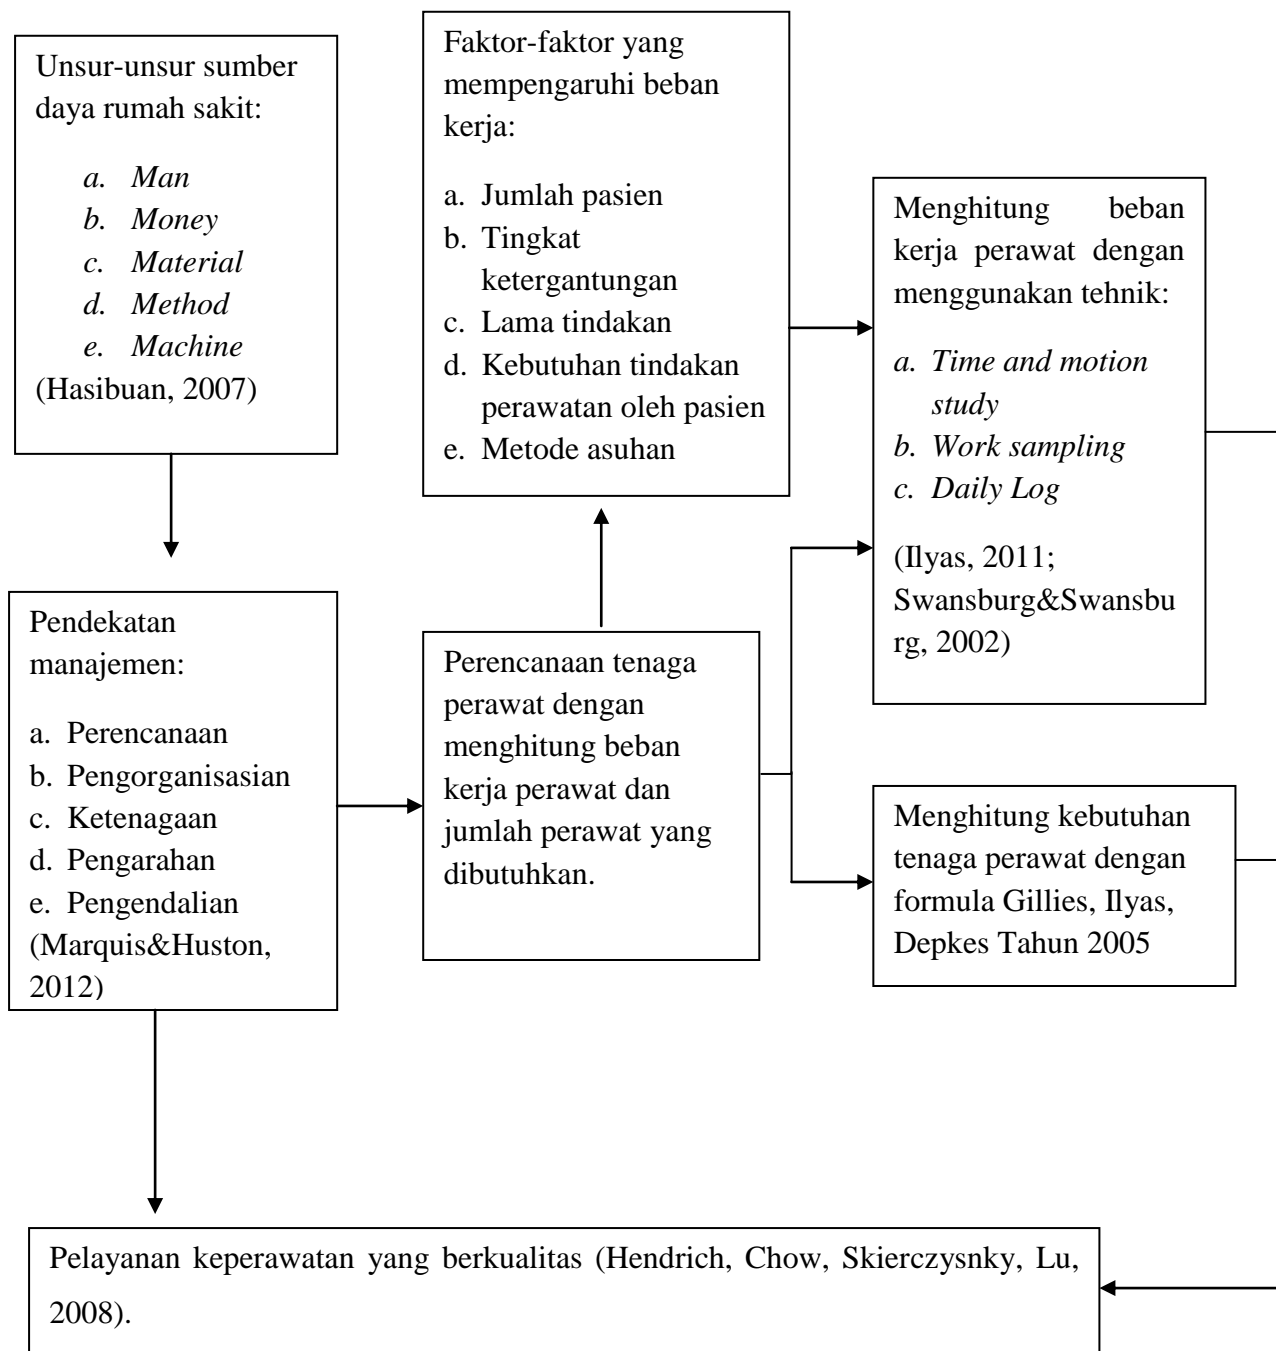 Unsur-unsur sumber
daya rumah sakit:
a. Man
b. Money
c. Material
d. Method
e. Machine
(Hasibuan, 2007)
Faktor-faktor yang
mempengaruhi beban
kerja:
a. Jumlah pasien
b. Tingkat
ketergantungan
c. Lama tindakan
d. Kebutuhan tindakan
perawatan oleh pasien
e. Metode asuhan
Menghitung beban
kerja perawat dengan
menggunakan tehnik:
a. Time and motion
study
b. Work sampling
c. Daily Log
(Ilyas, 2011;
Swansburg&Swansbu
rg, 2002)
Pendekatan
manajemen:
a. Perencanaan
b. Pengorganisasian
c. Ketenagaan
d. Pengarahan
e. Pengendalian
(Marquis&Huston,
2012)
Perencanaan tenaga
perawat dengan
menghitung beban
kerja perawat dan
jumlah perawat yang
dibutuhkan.
Menghitung kebutuhan
tenaga perawat dengan
formula Gillies, Ilyas,
Depkes Tahun 2005
Pelayanan keperawatan yang berkualitas (Hendrich, Chow, Skierczysnky, Lu,
2008).